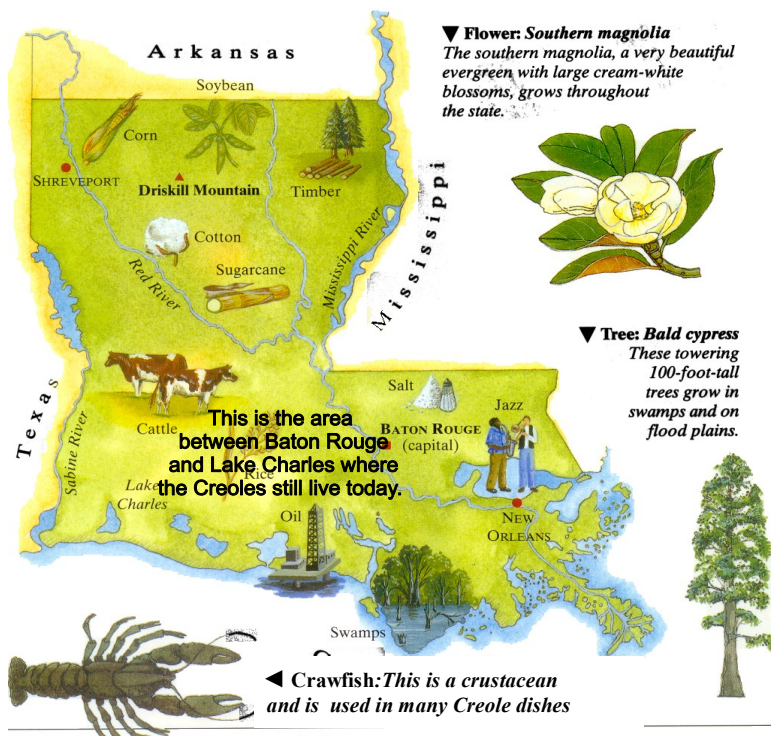 Arkansas
▼ Flower: Southern magnolia
The southern magnolia, a very beautiful
evergreen with large cream-white
blossoms, grows throughout
the state.
Soybean
Corn
SHREVEPORT
Driskill Mountain
Timber
Cotton
Sugarcane
Red River
Mississippi River
Mississippi
▼ Tree: Bald cypress
These towering
100-foot-tall
trees grow in
swamps and on
flood plains.
Texas
Sabine River
Cattle
Salt
Jazz
BATON ROUGE
(capital)
This is the area
between Baton Rouge
and Lake Charles where
the Creoles still live today.
Rice
Lake
Charles
Oil
NEW
ORLEANS
Swamps
◄ Crawfish:This is a crustacean
and is used in many Creole dishes